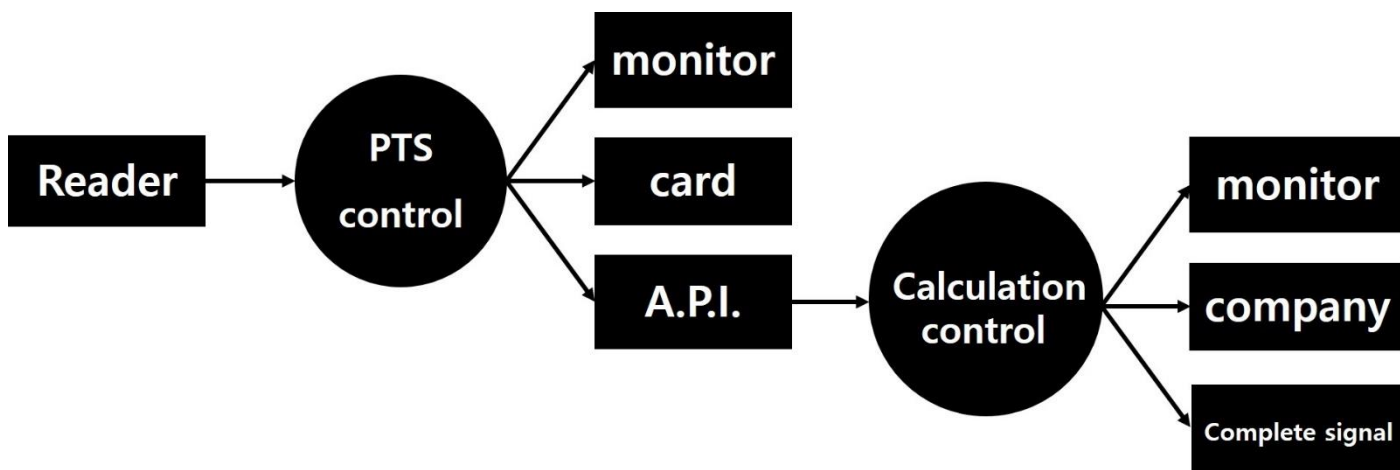 Reader
PTS
control
monitor
card
A.P.I.
Calculation
control
monitor
company
Complete signal